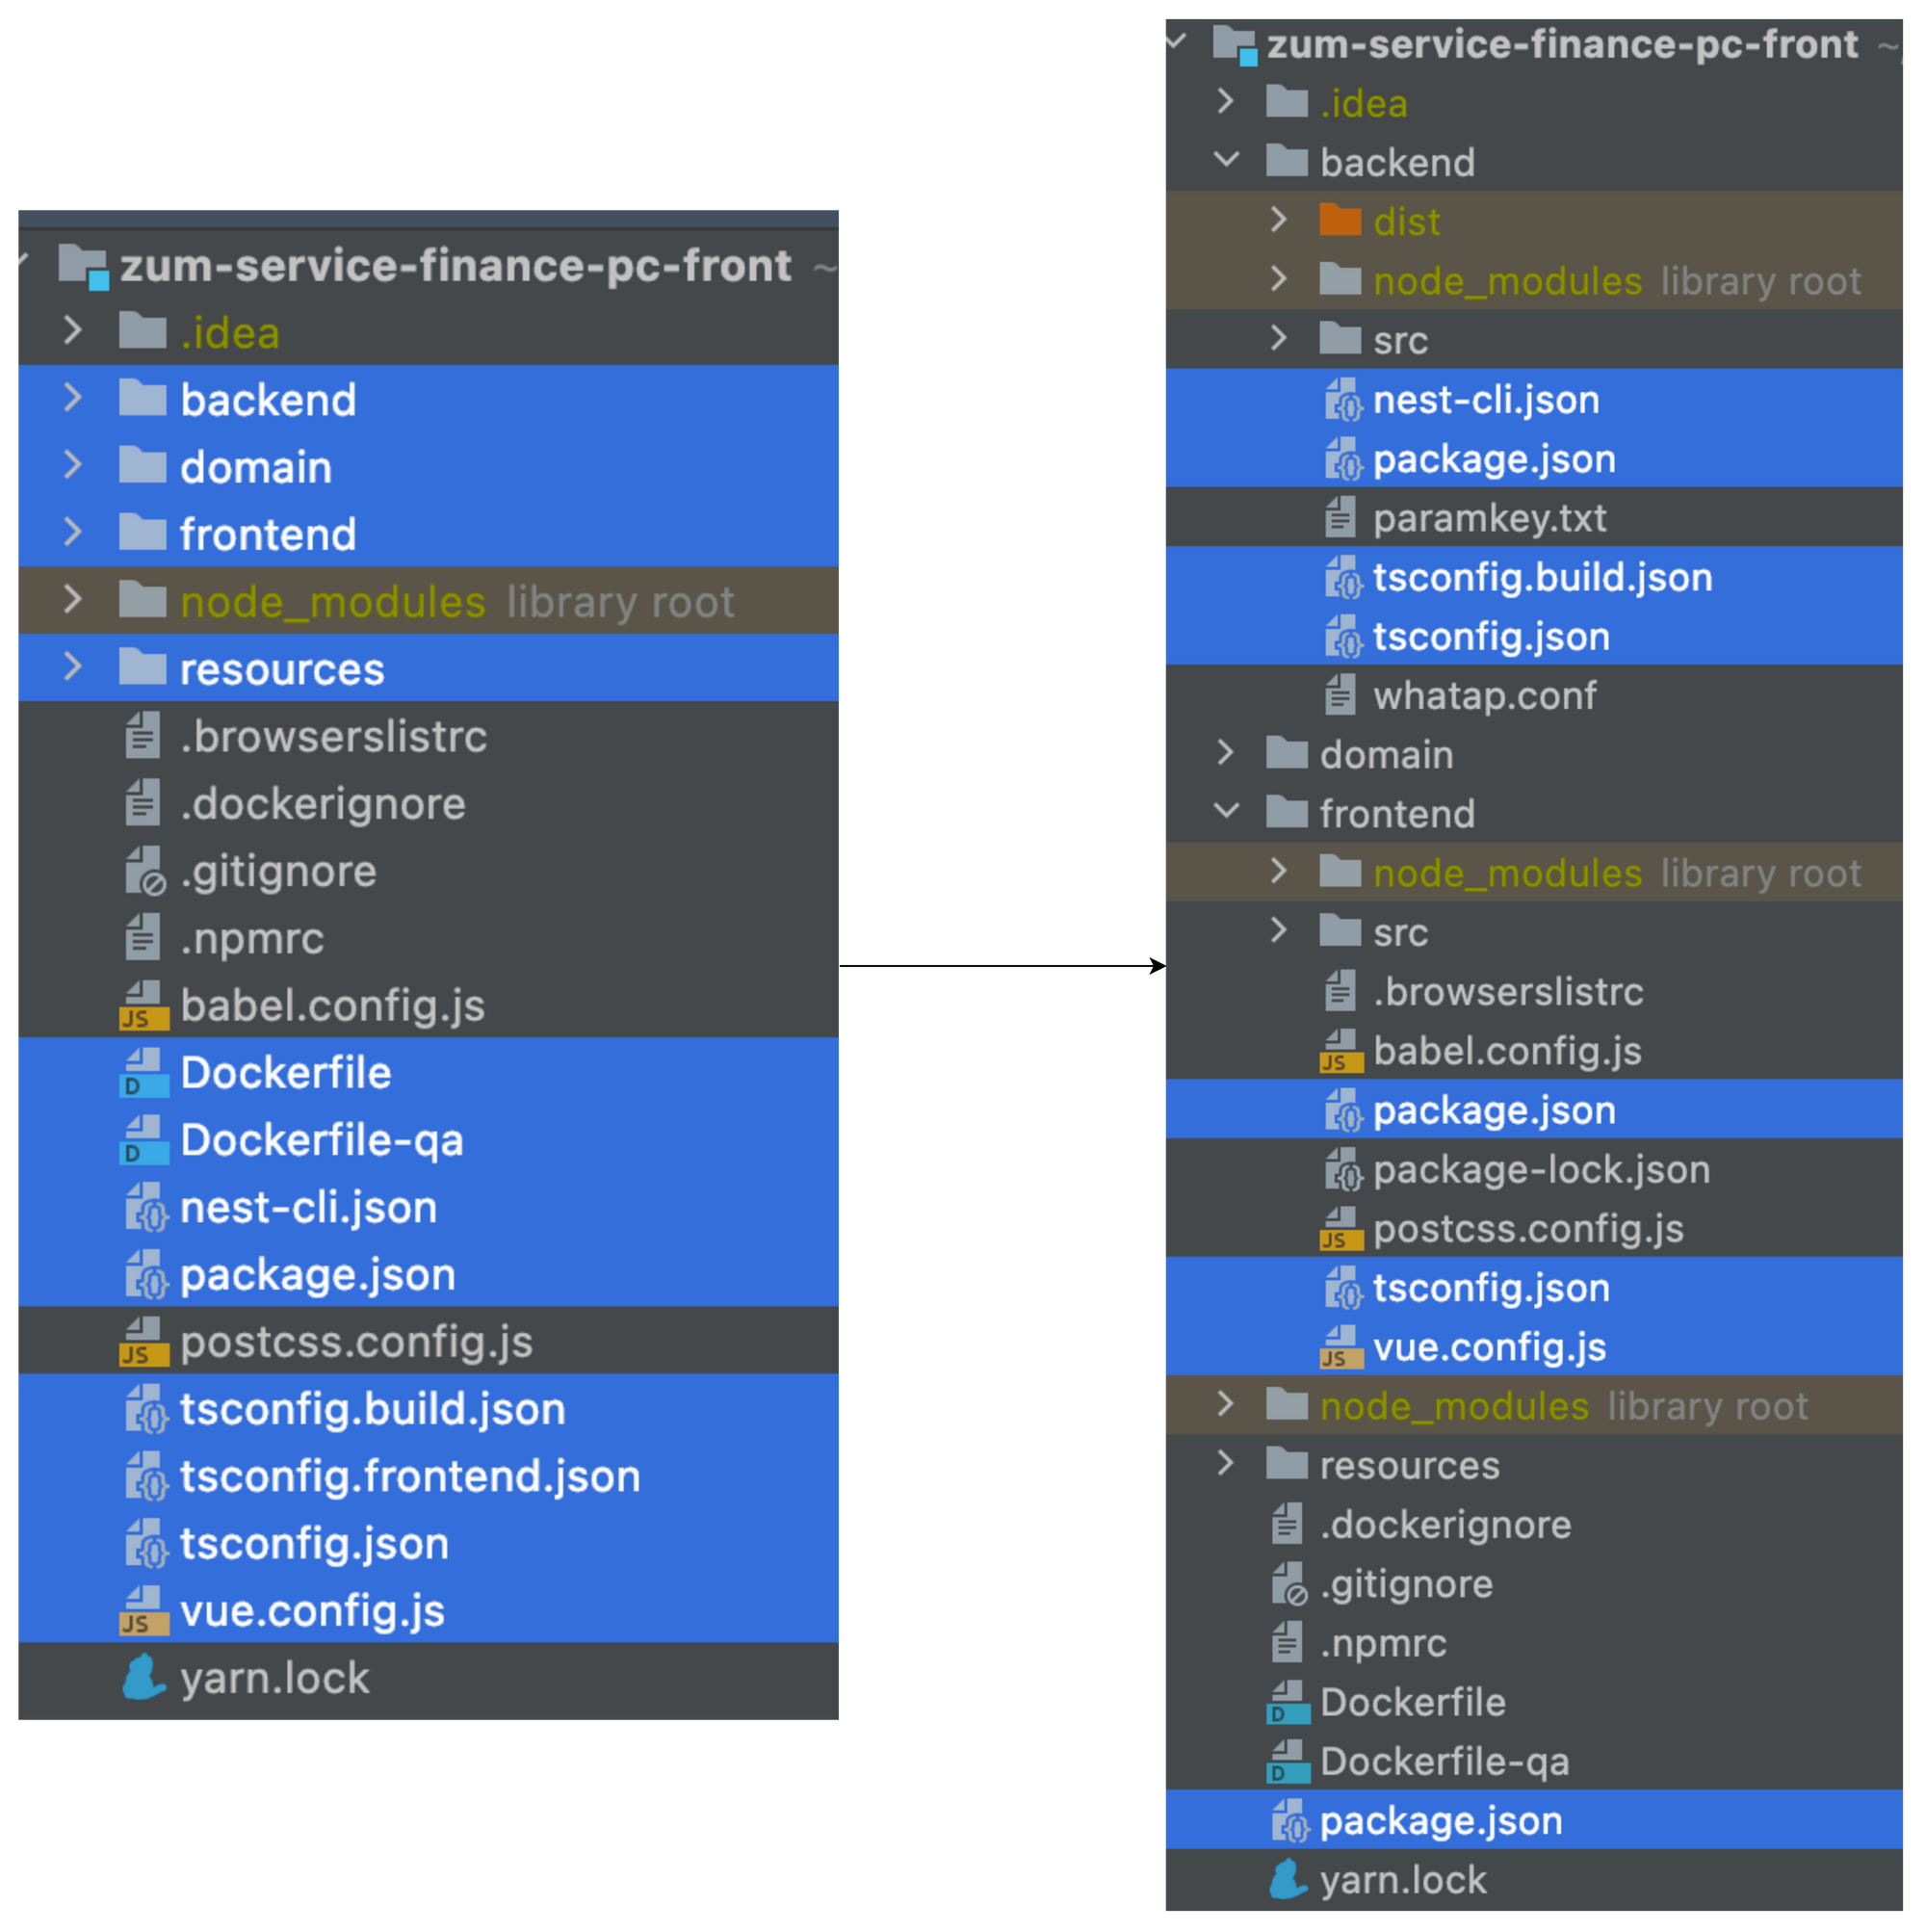 zum-service-finance-pc-front ~
.idea
backend
domain
frontend
node_modules library root
resources
.browserslistrc
.dockerignore
.gitignore
.npmrc
JS babel.config.js
D Dockerfile
D Dockerfile-qa
nest-cli.json
package.json
JS postcss.config.js
tsconfig.build.json
tsconfig.frontend.json
tsconfig.json
JS vue.config.js
yarn.lock
zum-service-finance-pc-front ~
.idea
backend
dist
node_modules library root
src
nest-cli.json
package.json
paramkey.txt
tsconfig.build.json
tsconfig.json
whatap.conf
domain
frontend
node_modules library root
src
.browserslistrc
JS babel.config.js
package.json
package-lock.json
JS postcss.config.js
tsconfig.json
JS vue.config.js
node_modules library root
resources
.dockerignore
.gitignore
.npmrc
D Dockerfile
D Dockerfile-qa
package.json
yarn.lock